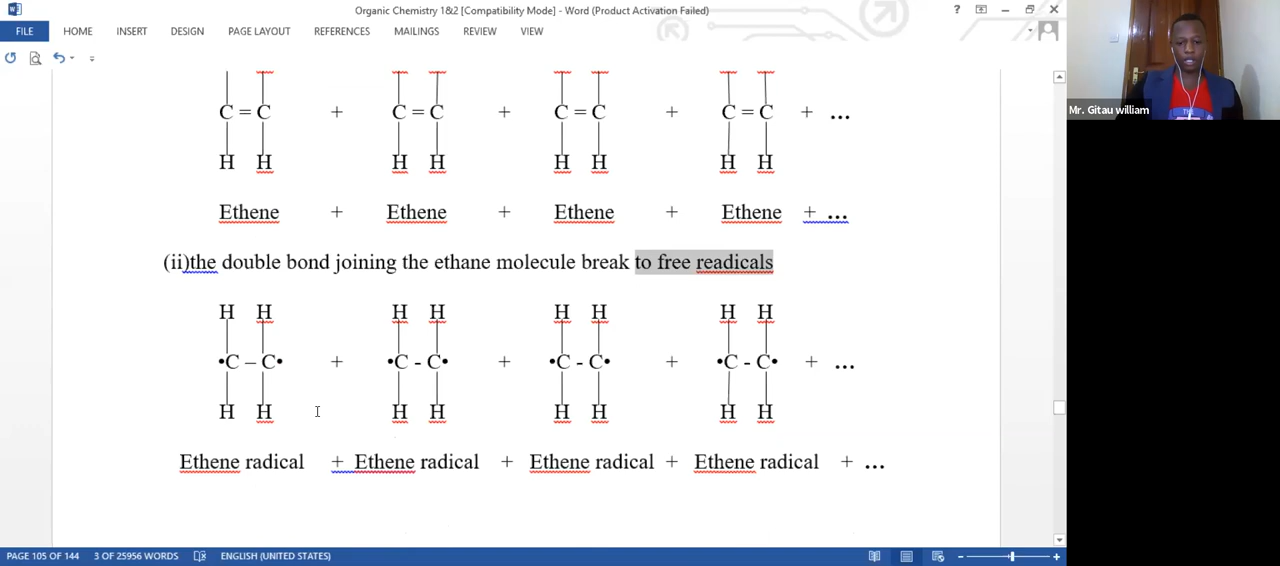 Organic Chemistry 1&2 [Compatibility Mode] - Word (Product Activation Failed)
FILE HOME INSERT DESIGN PAGE LAYOUT REFERENCES MAILINGS REVIEW VIEW
Mr. Gitau william
C = C + C = C + C = C + C = C + ...
H H H H H H H H
Ethene + Ethene + Ethene + Ethene + ...
(ii)the double bond joining the ethane molecule break to free readicals
H H H H H H H H
•C – C• + •C - C• + •C - C• + •C - C• + ...
H H H H H H H H
Ethene radical + Ethene radical + Ethene radical + Ethene radical + ...
PAGE 105 OF 144 3 OF 25956 WORDS ENGLISH (UNITED STATES)